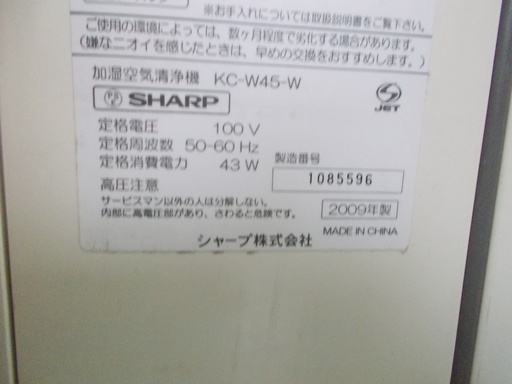 ※お手入れについては取扱説明書をご覧下さい。
ご使用の環境によっては、数ヶ月程度で劣化する場合があります。
(嫌なニオイを感じたときは、早めの交換をおすすめします。)
加湿空気清浄機 KC-W45-W
PSE SHARP
JET
定格電圧 100 V
定格周波数 50-60 Hz
定格消費電力 43 W
製造番号
1085596
高圧注意
サービスマン以外の人は分解しない。
内部に高電圧部があり、さわると危険です。
2009年製
シャープ株式会社
MADE IN CHINA